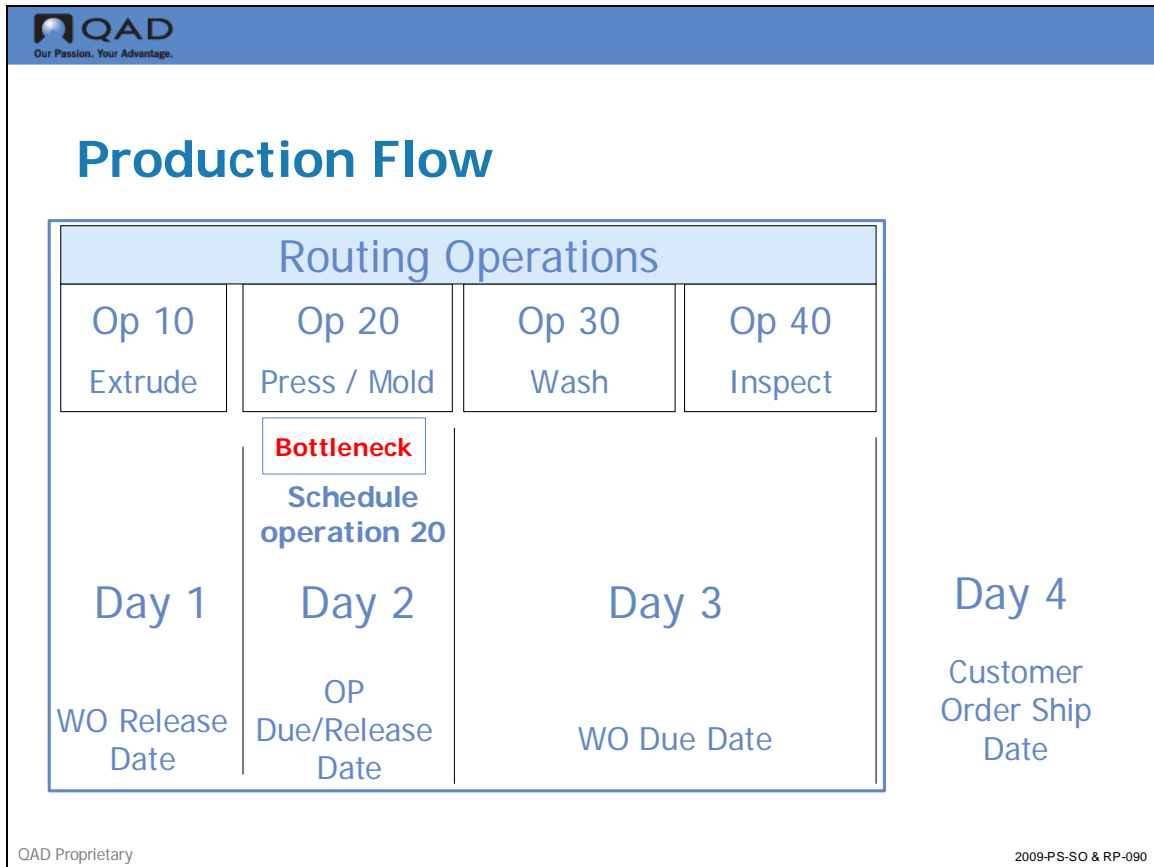 QAD
Our Passion. Your Advantage.
Production Flow
Routing Operations
Op 10
Extrude
Op 20
Press / Mold
Op 30
Wash
Op 40
Inspect
Bottleneck
Schedule
operation 20
Day 1
Day 2
Day 3
Day 4
WO Release
Date
OP
Due/Release
Date
WO Due Date
Customer
Order Ship
Date
QAD Proprietary
2009-PS-SO & RP-090